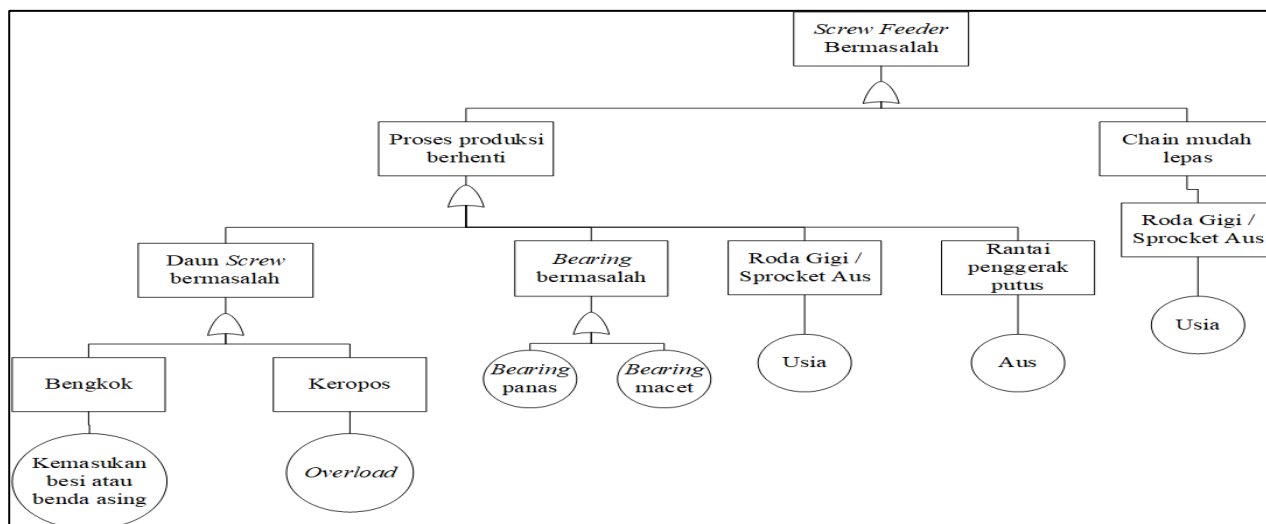 Screw Feeder
Bermasalah
Proses produksi
berhenti
Chain mudah
lepas
Roda Gigi /
Sprocket Aus
Daun Screw
bermasalah
Bearing
bermasalah
Roda Gigi /
Sprocket Aus
Rantai
penggerak
putus
Usia
Bengkok
Keropos
Bearing
panas
Bearing
macet
Usia
Aus
Kemasukan
besi atau
benda asing
Overload